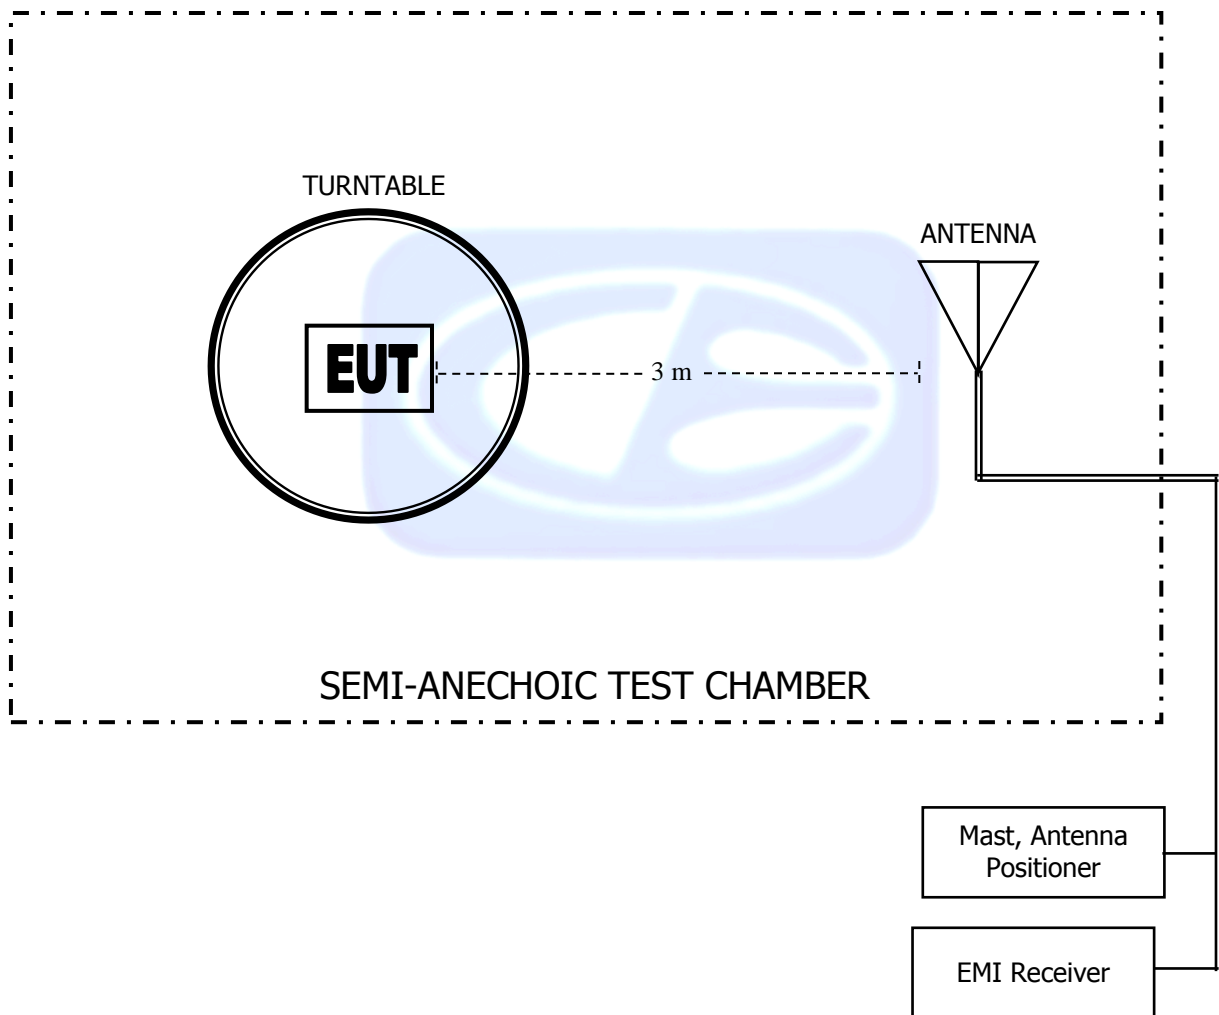 TURNTABLE
ANTENNA
EUT
3 m
SEMI-ANECHOIC TEST CHAMBER
Mast, Antenna
Positioner
EMI Receiver